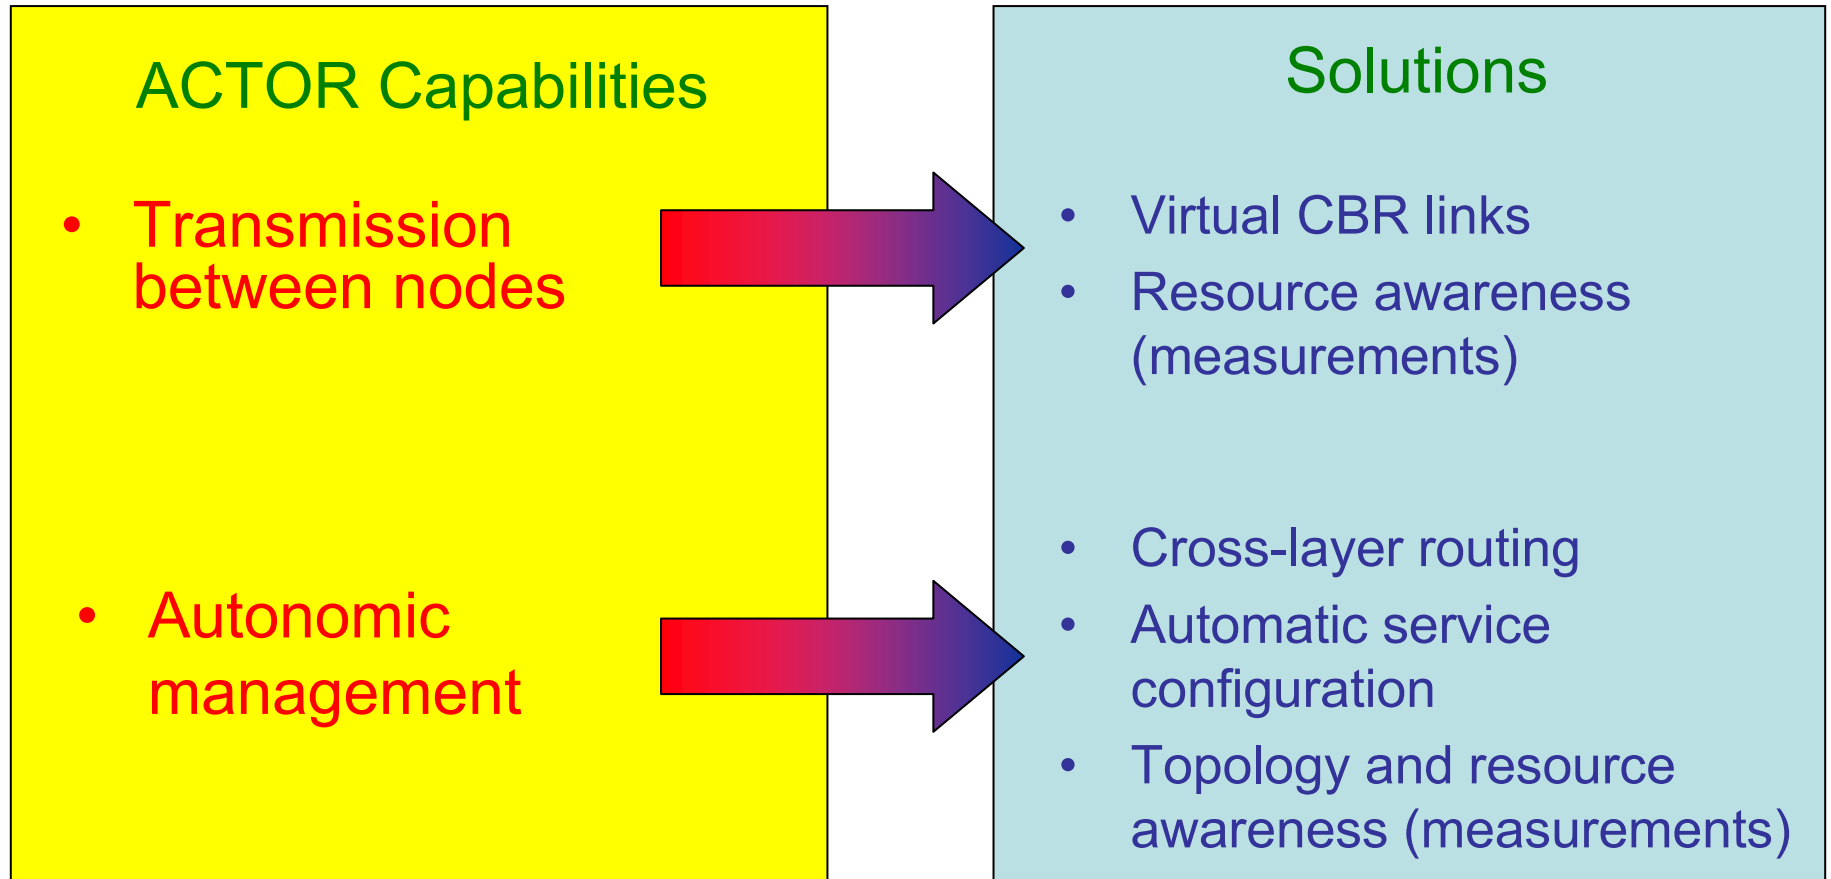 ACTOR Capabilities
• Transmission
between nodes
• Autonomic
management
Solutions
• Virtual CBR links
• Resource awareness
(measurements)
• Cross-layer routing
• Automatic service
configuration
• Topology and resource
awareness (measurements)